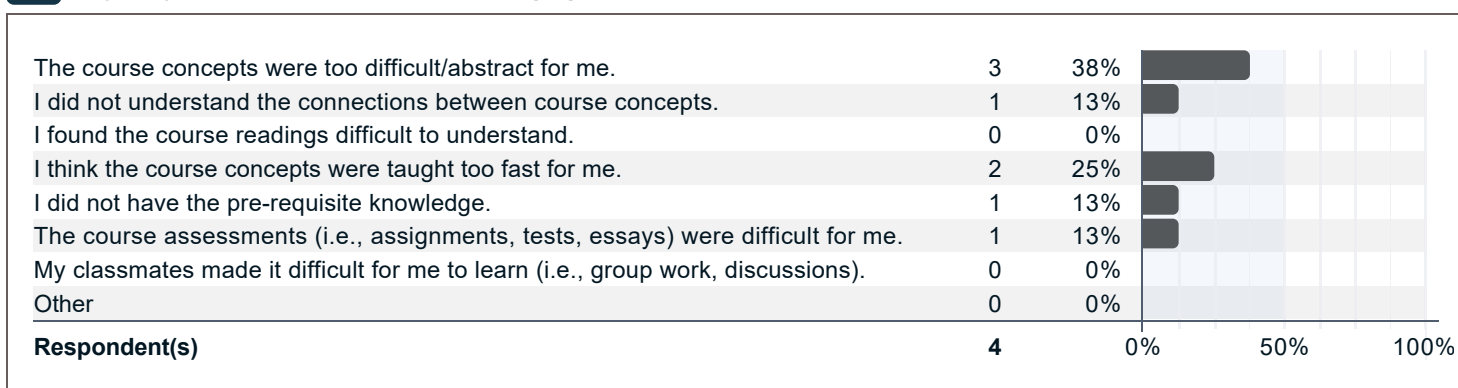 The course concepts were too difficult/abstract for me. 3 38%
I did not understand the connections between course concepts. 1 13%
I found the course readings difficult to understand. 0 0%
I think the course concepts were taught too fast for me. 2 25%
I did not have the pre-requisite knowledge. 1 13%
The course assessments (i.e., assignments, tests, essays) were difficult for me. 1 13%
My classmates made it difficult for me to learn (i.e., group work, discussions). 0 0%
Other 0 0%
Respondent(s) 4 0% 50% 100%